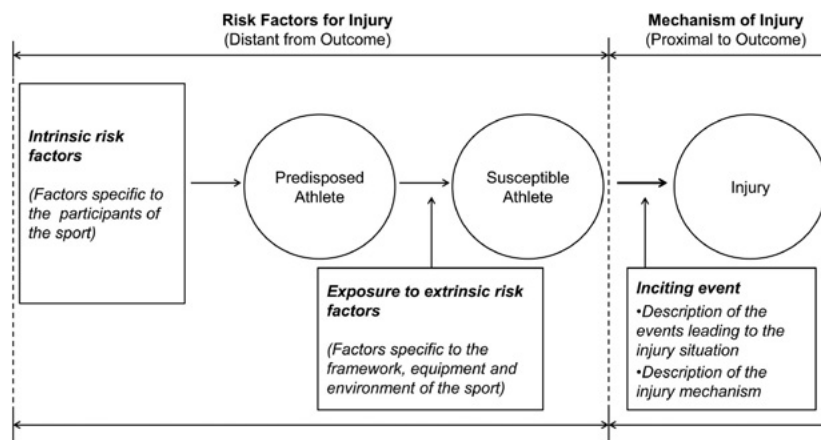 Risk Factors for Injury
(Distant from Outcome)
Mechanism of Injury
(Proximal to Outcome)
Intrinsic risk
factors
(Factors specific to
the participants of
the sport)
Predisposed
Athlete
Susceptible
Athlete
Injury
Exposure to extrinsic risk
factors
(Factors specific to the
framework, equipment and
environment of the sport)
Inciting event
•Description of the
events leading to the
injury situation
•Description of the
injury mechanism